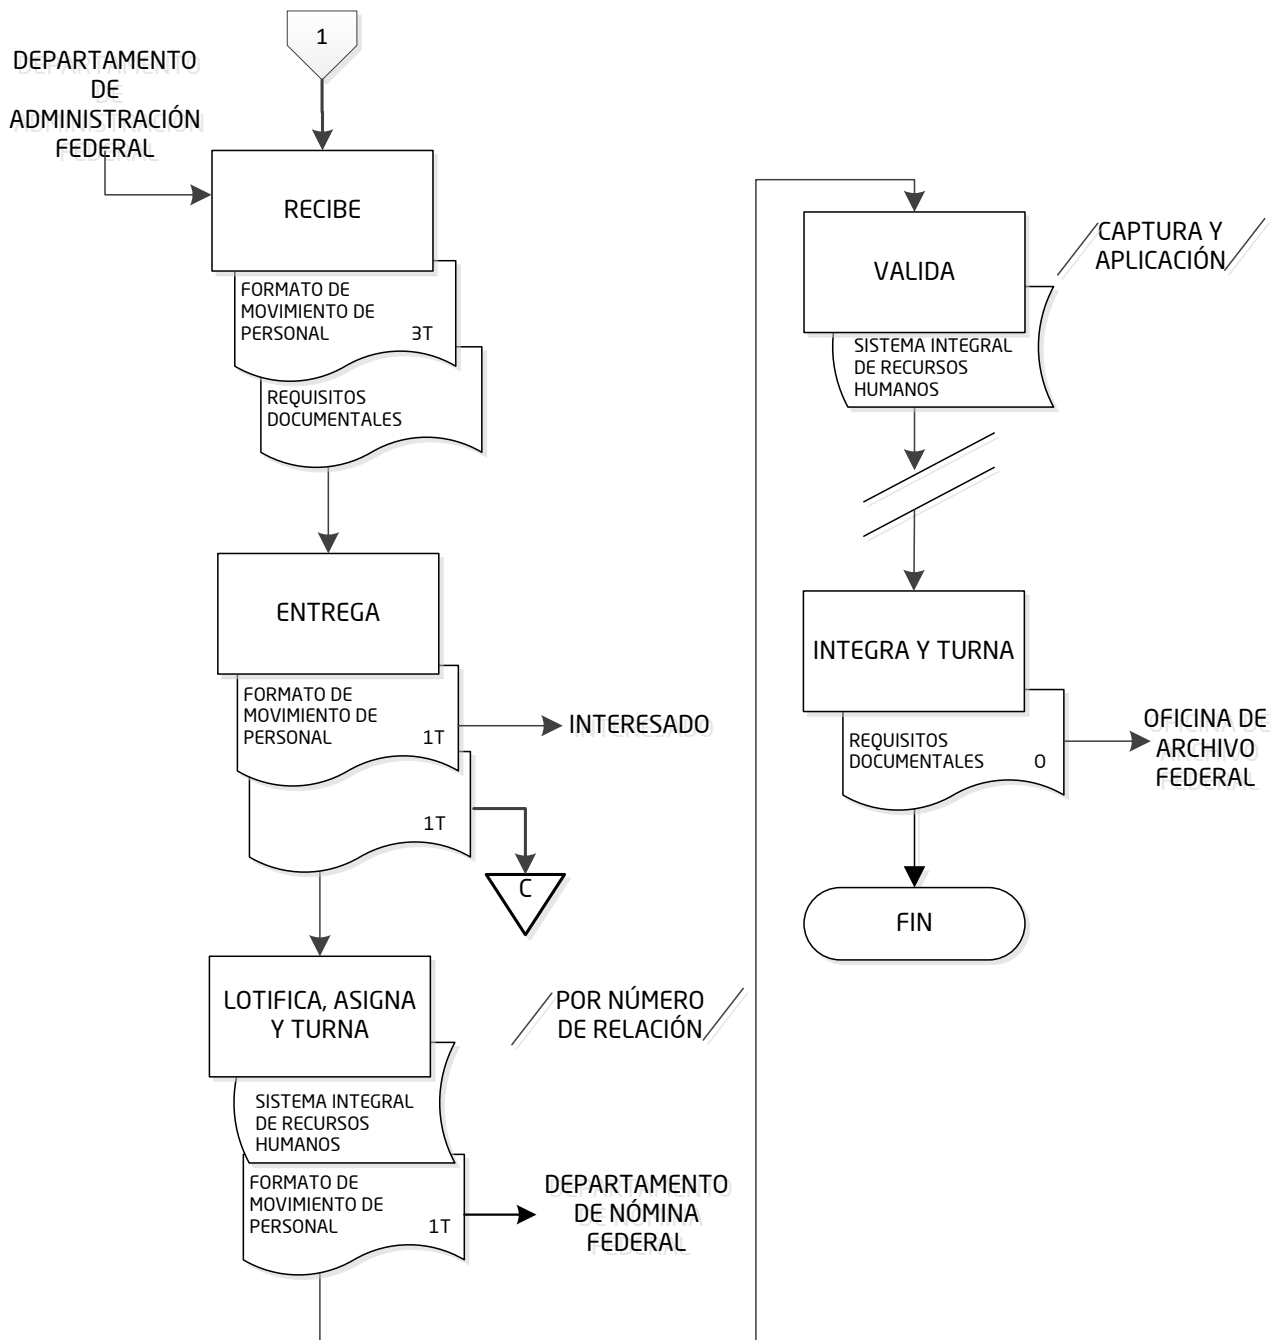 1
DEPARTAMENTO
DE
ADMINISTRACIÓN
FEDERAL
RECIBE
FORMATO DE
MOVIMIENTO DE
PERSONAL 3T
REQUISITOS
DOCUMENTALES
ENTREGA
FORMATO DE
MOVIMIENTO DE
PERSONAL 1T
INTERESADO
1T
C
LOTIFICA, ASIGNA
Y TURNA
POR NÚMERO
DE RELACIÓN
SISTEMA INTEGRAL
DE RECURSOS
HUMANOS
FORMATO DE
MOVIMIENTO DE
PERSONAL 1T
DEPARTAMENTO
DE NÓMINA
FEDERAL
VALIDA
CAPTURA Y
APLICACIÓN
SISTEMA INTEGRAL
DE RECURSOS
HUMANOS
INTEGRA Y TURNA
REQUISITOS
DOCUMENTALES O
OFICINA DE
ARCHIVO
FEDERAL
FIN